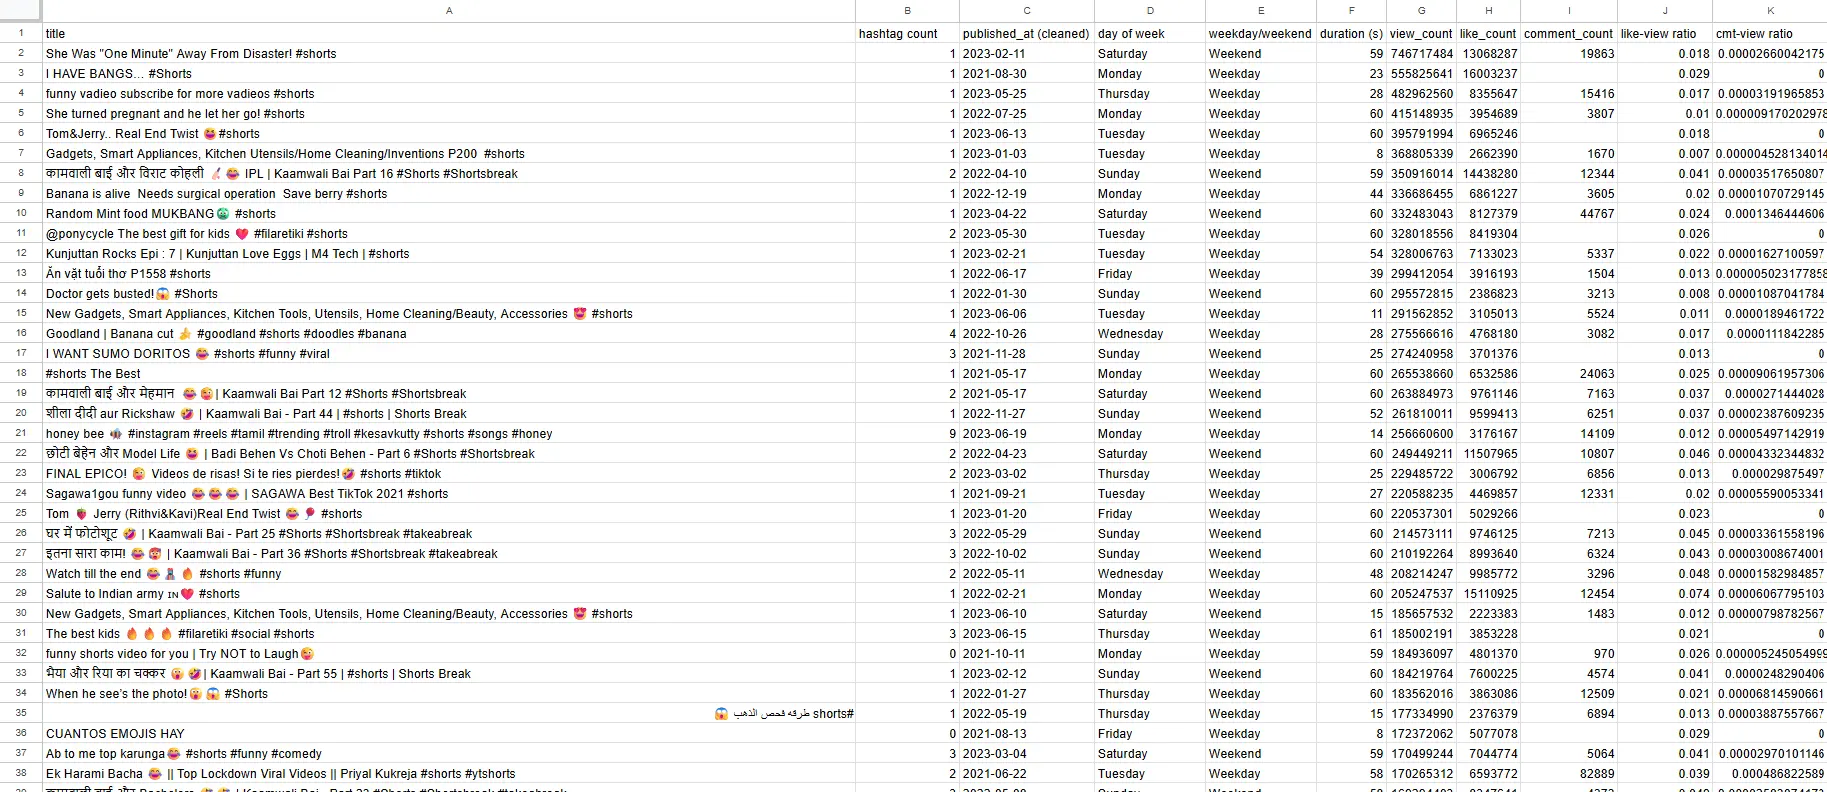 A B C D E F G H I J K
1 title hashtag count published_at (cleaned) day of week weekday/weekend duration (s) view_count like_count comment_count like-view ratio cmt-view ratio
2 She Was "One Minute" Away From Disaster! #shorts 1 2023-02-11 Saturday Weekend 59 746717484 13068287 19863 0.018 0.00002660042175
3 I HAVE BANGS... #Shorts 1 2021-08-30 Monday Weekday 23 555825641 16003237 0.029 0
4 funny vadieo subscribe for more vadieos #shorts 1 2023-05-25 Thursday Weekday 28 482962560 8355647 15416 0.017 0.00003191965853
5 She turned pregnant and he let her go! #shorts 1 2022-07-25 Monday Weekday 60 415148935 3954689 3807 0.01 0.000009170202978
6 Tom&Jerry.. Real End Twist 😆#shorts 1 2023-06-13 Tuesday Weekday 60 395791994 6965246 0.018 0
7 Gadgets, Smart Appliances, Kitchen Utensils/Home Cleaning/Inventions P200 #shorts 1 2023-01-03 Tuesday Weekday 8 368805339 2662390 1670 0.007 0.000004528134014
8 कामवाली बाई और विराट कोहली 🏏😂 IPL | Kaamwali Bai Part 16 #Shorts #Shortsbreak 2 2022-04-10 Sunday Weekend 59 350916014 14438280 12344 0.041 0.00003517650807
9 Banana is alive Needs surgical operation Save berry #shorts 1 2022-12-19 Monday Weekday 44 336686455 6861227 3605 0.02 0.00001070729145
10 Random Mint food MUKBANG🤢 #shorts 1 2023-04-22 Saturday Weekend 60 332483043 8127379 44767 0.024 0.0001346444606
11 @ponycycle The best gift for kids ❤️ #filaretiki #shorts 2 2023-05-30 Tuesday Weekday 60 328018556 8419304 0.026 0
12 Kunjuttan Rocks Epi : 7 | Kunjuttan Love Eggs | M4 Tech | #shorts 1 2023-02-21 Tuesday Weekday 54 328006763 7133023 5337 0.022 0.00001627100597
13 Ăn vặt tuổi thơ P1558 #shorts 1 2022-06-17 Friday Weekday 39 299412054 3916193 1504 0.013 0.000005023177858
14 Doctor gets busted!😱 #Shorts 1 2022-01-30 Sunday Weekend 60 295572815 2386823 3213 0.008 0.00001087041784
15 New Gadgets, Smart Appliances, Kitchen Tools, Utensils, Home Cleaning/Beauty, Accessories 😍 #shorts 1 2023-06-06 Tuesday Weekday 11 291562852 3105013 5524 0.011 0.0000189461722
16 Goodland | Banana cut 🍌 #goodland #shorts #doodles #banana 4 2022-10-26 Wednesday Weekday 28 275566616 4768180 3082 0.017 0.0000111842285
17 I WANT SUMO DORITOS 😂 #shorts #funny #viral 3 2021-11-28 Sunday Weekend 25 274240958 3701376 0.013 0
18 #shorts The Best 1 2021-05-17 Monday Weekday 60 265538660 6532586 24063 0.025 0.00009061957306
19 कामवाली बाई और मेहमान 😂😜| Kaamwali Bai Part 12 #Shorts #Shortsbreak 2 2021-05-17 Saturday Weekend 60 263884973 9761146 7163 0.037 0.0000271444028
20 शीला दीदी aur Rickshaw 🤣 | Kaamwali Bai - Part 44 | #shorts | Shorts Break 1 2022-11-27 Sunday Weekend 52 261810011 9599413 6251 0.037 0.00002387609235
21 honey bee 🐝 #instagram #reels #tamil #trending #troll #kesavkutty #shorts #songs #honey 9 2023-06-19 Monday Weekday 14 256660600 3176167 14109 0.012 0.00005497142919
22 छोटी बेहेन और Model Life 😆 | Badi Behen Vs Choti Behen - Part 6 #Shorts #Shortsbreak 2 2022-04-23 Saturday Weekend 60 249449211 11507965 10807 0.046 0.00004332344832
23 FINAL EPICO! 😜 Videos de risas! Si te ries pierdes!🤣 #shorts #tiktok 2 2023-03-02 Thursday Weekday 25 229485722 3006792 6856 0.013 0.000029875497
24 Sagawa1gou funny video 😂😂😂 | SAGAWA Best TikTok 2021 #shorts 1 2021-09-21 Tuesday Weekday 27 220588235 4469857 12331 0.02 0.00005590053341
25 Tom 🍓 Jerry (Rithvi&Kavi)Real End Twist 😂🎈 #shorts 1 2023-01-20 Friday Weekday 60 220537301 5029266 0.023 0
26 घर में फोटोशूट 🤣 | Kaamwali Bai - Part 25 #Shorts #Shortsbreak #takeabreak 3 2022-05-29 Sunday Weekend 60 214573111 9746125 7213 0.045 0.00003361558196
27 इतना सारा काम! 😂🥵 | Kaamwali Bai - Part 36 #Shorts #Shortsbreak #takeabreak 3 2022-10-02 Sunday Weekend 60 210192264 8993640 6324 0.043 0.00003008674001
28 Watch till the end 😂🔥 #shorts #funny 2 2022-05-11 Wednesday Weekday 48 208214247 9985772 3296 0.048 0.00001582984857
29 Salute to Indian army 🇮🇳❤️ #shorts 1 2022-02-21 Monday Weekday 60 205247537 15110925 12454 0.074 0.00006067795103
30 New Gadgets, Smart Appliances, Kitchen Tools, Utensils, Home Cleaning/Beauty, Accessories 😍 #shorts 1 2023-06-10 Saturday Weekend 15 185657532 2223383 1483 0.012 0.00000798782567
31 The best kids 🔥🔥🔥 #filaretiki #social #shorts 3 2023-06-15 Thursday Weekday 61 185002191 3853228 0.021 0
32 funny shorts video for you | Try NOT to Laugh😜 0 2021-10-11 Monday Weekday 59 184936097 4801370 970 0.026 0.000005245054999
33 भैया और रिया का चक्कर 😲🤣| Kaamwali Bai - Part 55 | #shorts | Shorts Break 1 2023-02-12 Sunday Weekend 60 184219764 7600225 4574 0.041 0.0000248290406
34 When he see's the photo!😲😱 #Shorts 1 2022-01-27 Thursday Weekday 60 183562016 3863086 12509 0.021 0.00006814590661
35 #shorts طرقه فحص الذهب 😱 1 2022-05-19 Thursday Weekday 15 177334990 2376379 6894 0.013 0.00003887557667
36 CUANTOS EMOJIS HAY 0 2021-08-13 Friday Weekday 8 172372062 5077078 0.029 0
37 Ab to me top karunga😂 #shorts #funny #comedy 3 2023-03-04 Saturday Weekend 59 170499244 7044774 5064 0.041 0.00002970101146
38 Ek Harami Bacha 😂 || Top Lockdown Viral Videos || Priyal Kukreja #shorts #ytshorts 2 2021-06-22 Tuesday Weekday 58 170265312 6593772 82889 0.039 0.000486822589